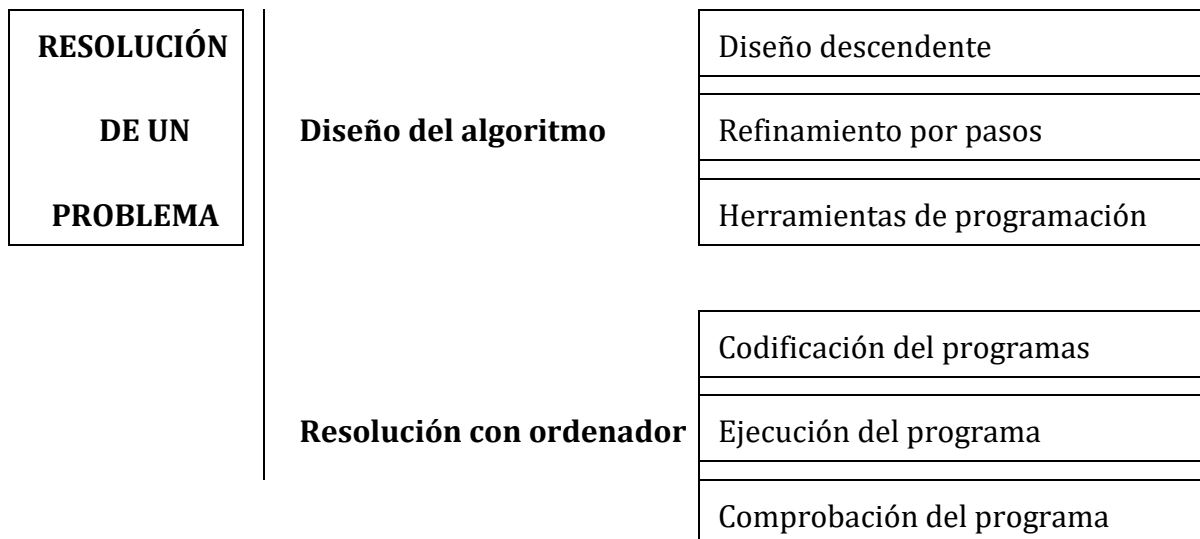 RESOLUCIÓN
DE UN
PROBLEMA
Diseño del algoritmo
Diseño descendente
Refinamiento por pasos
Herramientas de programación
Resolución con ordenador
Codificación del programas
Ejecución del programa
Comprobación del programa